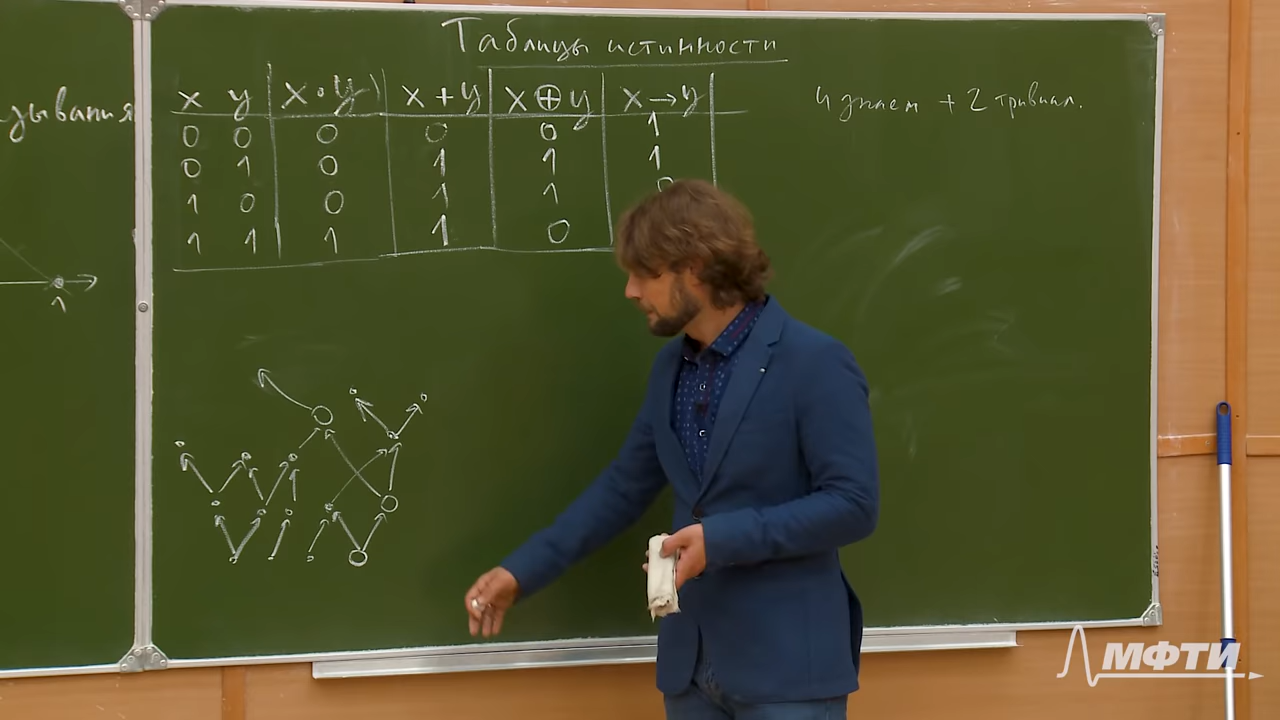 Таблицы истинности
зывания
x y x∘y x+y x⊕y x→y
0 0 0 0 0 1
0 1 0 1 1 1
1 0 0 1 1 0
1 1 1 1 0
4 + 2 тривиал.
1
МФТИ